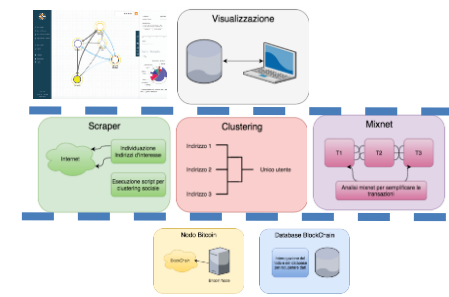 Visualizzazione
Scraper
Internet
Individuazione
Indirizzi d'interesse
Esecuzione script per
clustering sociale
Clustering
Indirizzo 1
Indirizzo 2
Indirizzo 3
Unico utente
Mixnet
T1
T2
T3
Analisi mixnet per semplificare le
transazioni
Nodo Bitcoin
BlockChain
Database BlockChain